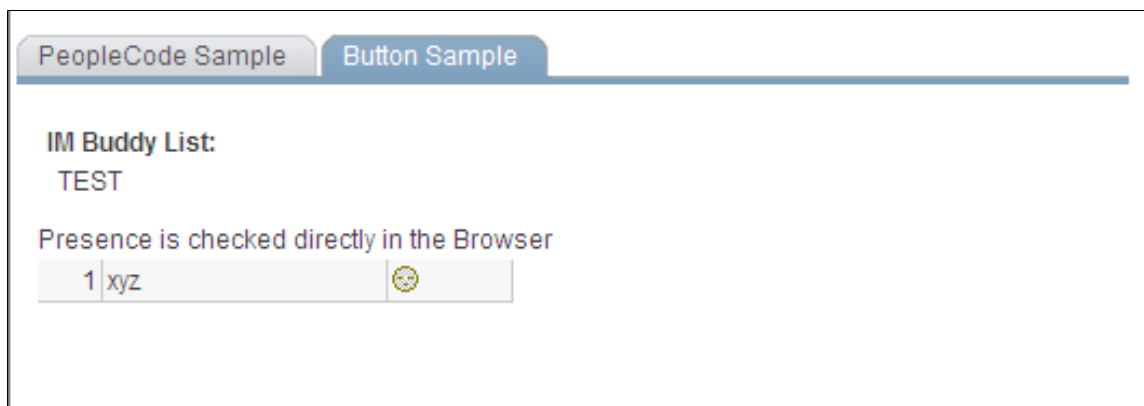 PeopleCode Sample Button Sample
IM Buddy List:
TEST
Presence is checked directly in the Browser
1 xyz